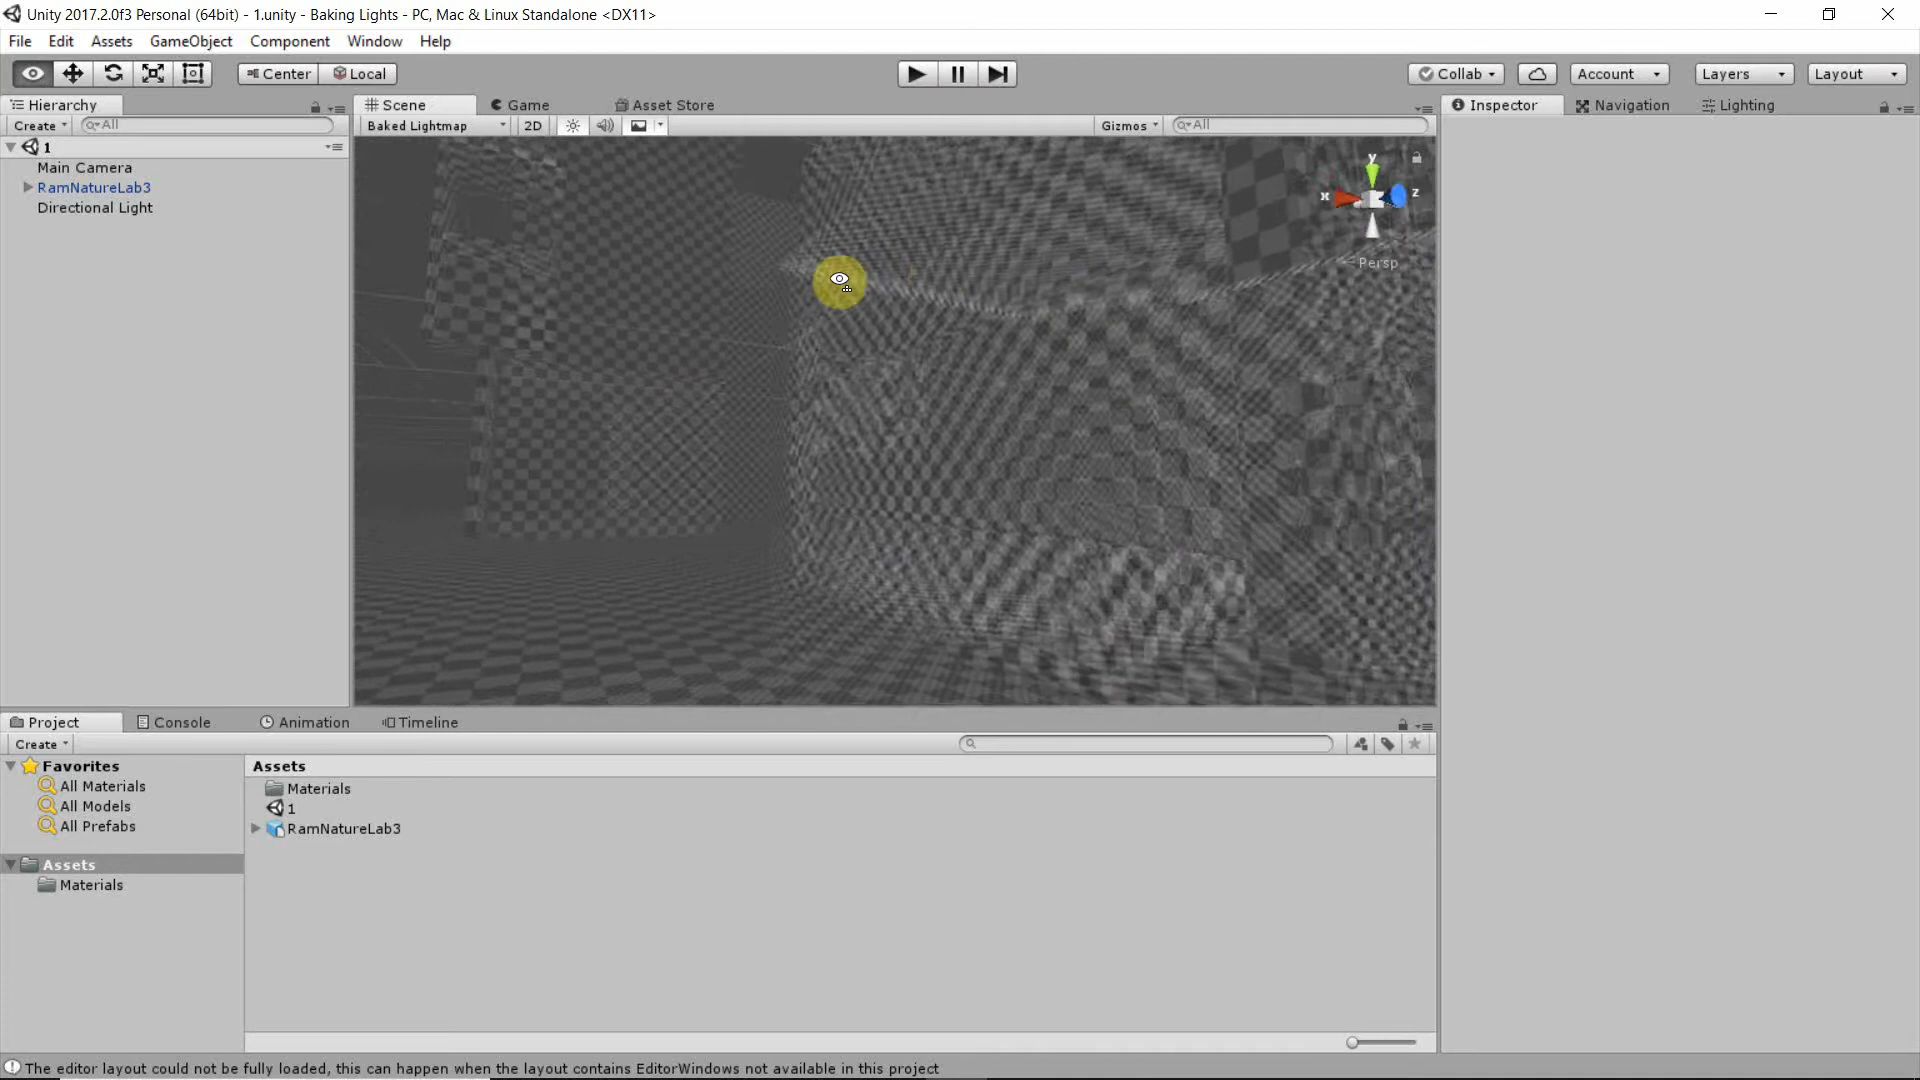 Unity 2017.2.0f3 Personal (64bit) - 1.unity - Baking Lights - PC, Mac & Linux Standalone <DX11>
File Edit Assets GameObject Component Window Help
Center Local Collab Account Layers Layout
Hierarchy Scene Game Asset Store Inspector Navigation Lighting
Create All Baked Lightmap 2D Gizmos All
1
Main Camera
RamNatureLab3
Directional Light
y
x z
Persp
Project Console Animation Timeline
Create
Favorites
All Materials
All Models
All Prefabs
Assets
Materials
Assets
Materials
1
RamNatureLab3
The editor layout could not be fully loaded, this can happen when the layout contains EditorWindows not available in this project